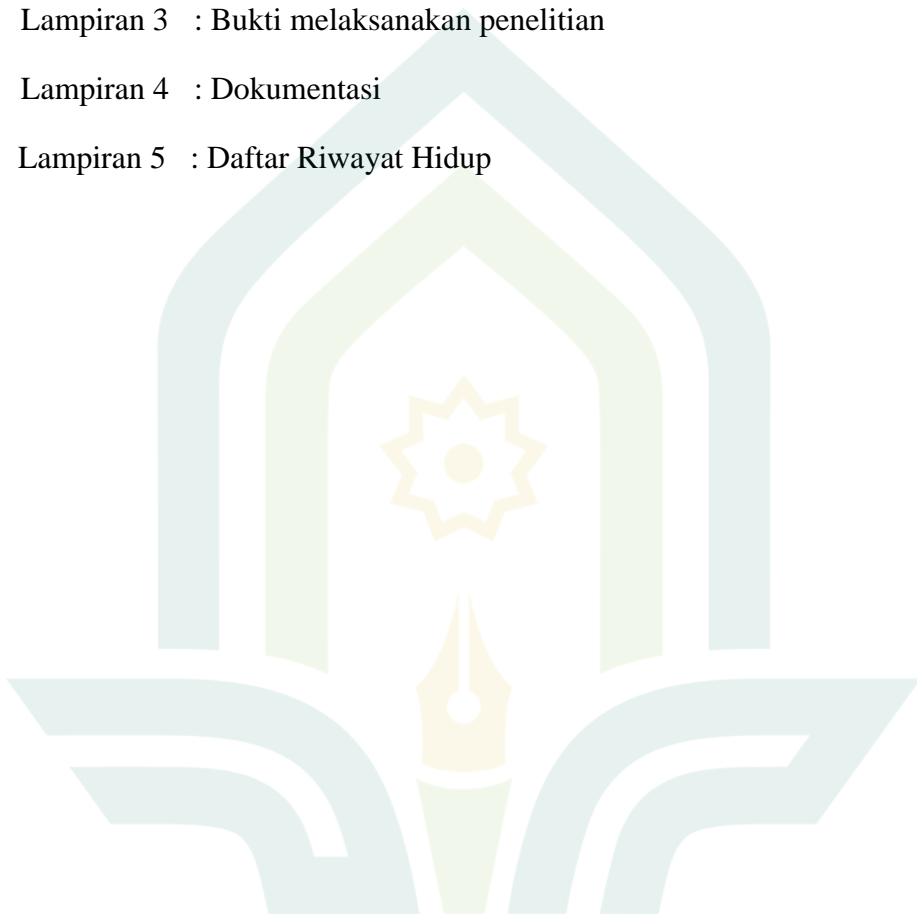 Lampiran 3 : Bukti melaksanakan penelitian
Lampiran 4 : Dokumentasi
Lampiran 5 : Daftar Riwayat Hidup